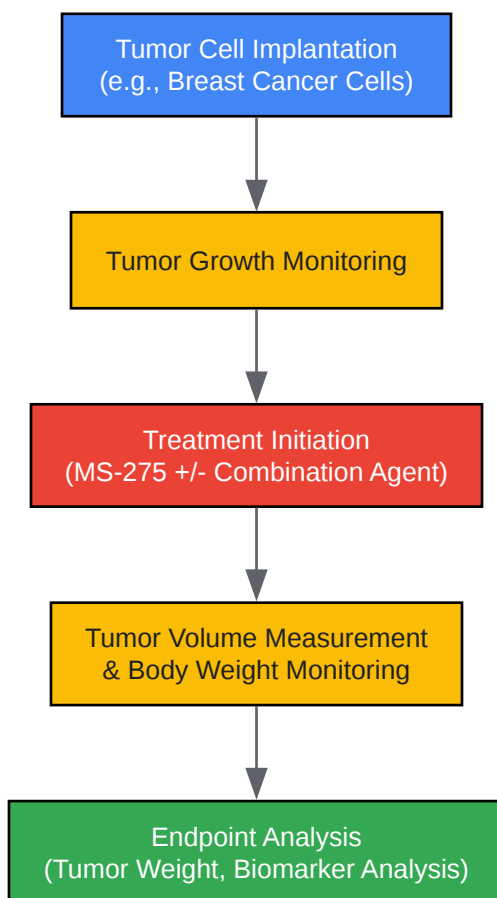 Tumor Cell Implantation
(e.g., Breast Cancer Cells)
Tumor Growth Monitoring
Treatment Initiation
(MS-275 +/- Combination Agent)
Tumor Volume Measurement
& Body Weight Monitoring
Endpoint Analysis
(Tumor Weight, Biomarker Analysis)